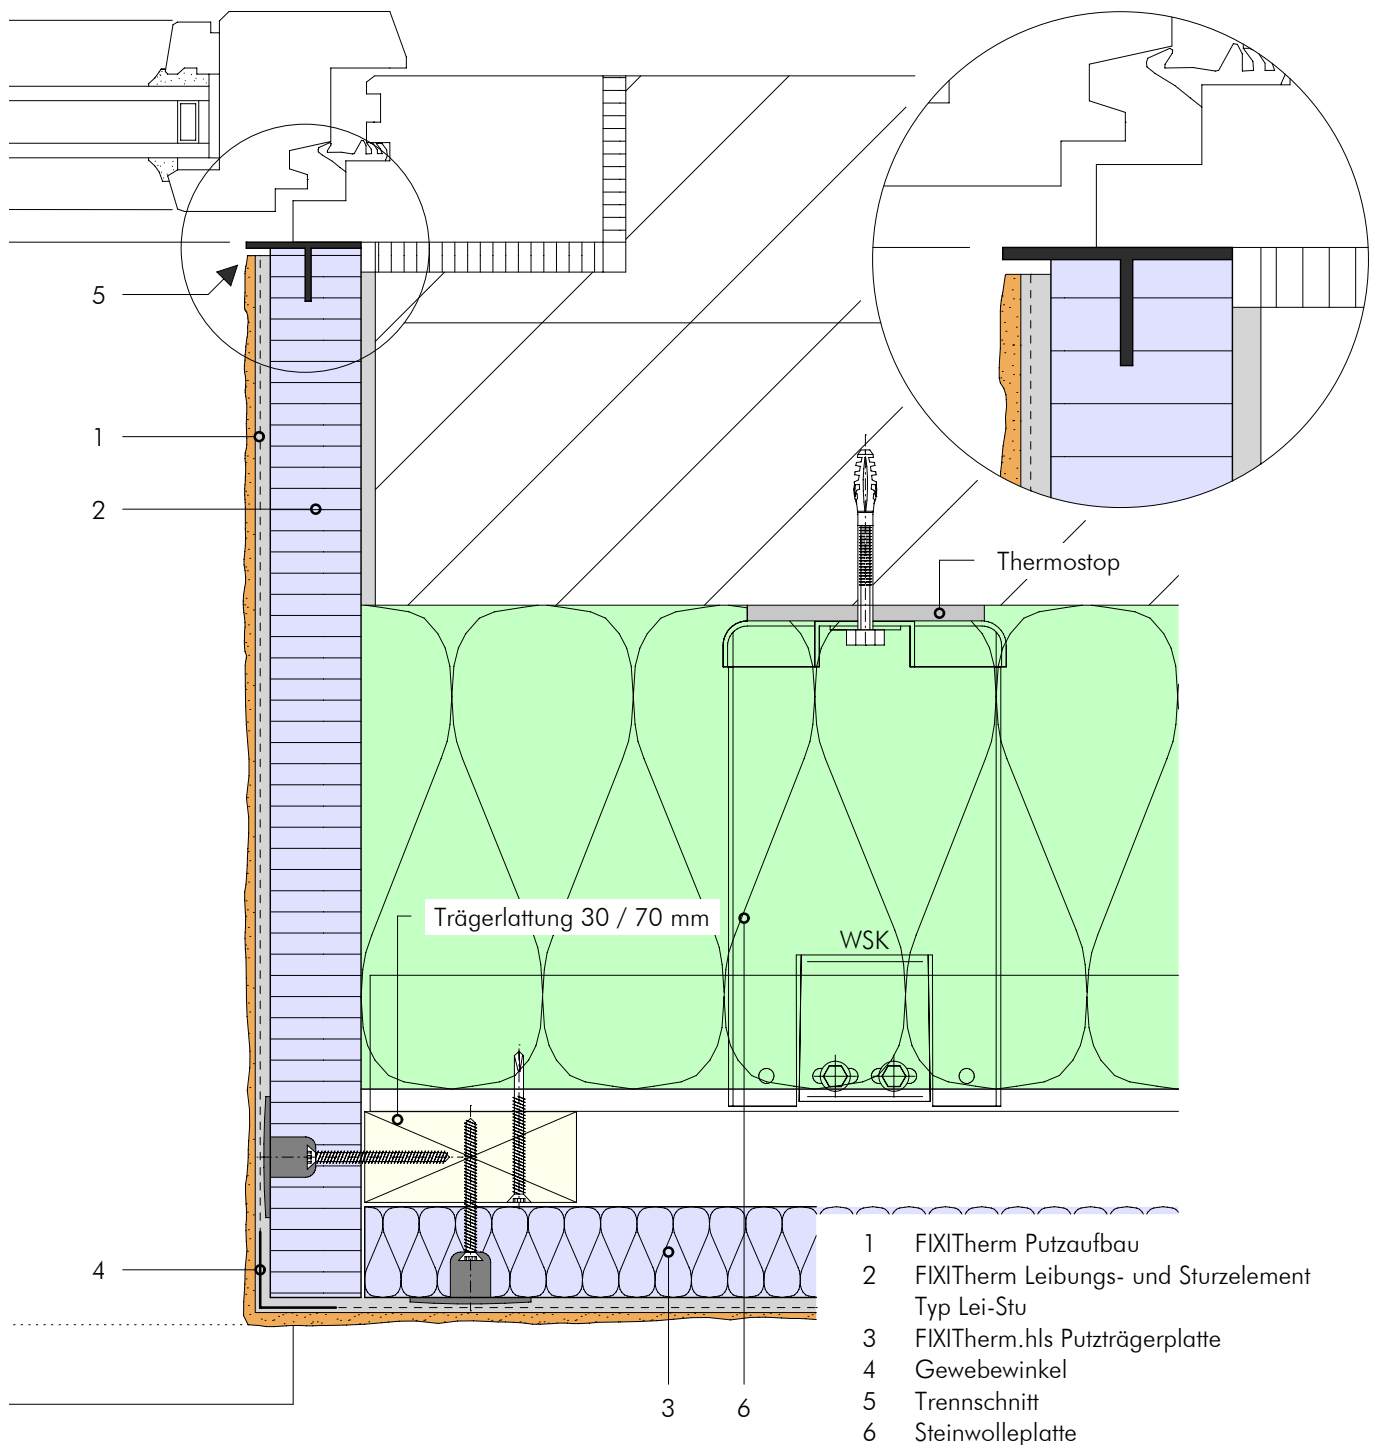 5
1
2
Thermostop
Trägerlattung 30 / 70 mm
WSK
4
3
6
1 FIXITherm Putzaufbau
2 FIXITherm Leibungs- und Sturzelement
Typ Lei-Stu
3 FIXITherm.hls Putzträgerplatte
4 Gewebewinkel
5 Trennschnitt
6 Steinwolleplatte